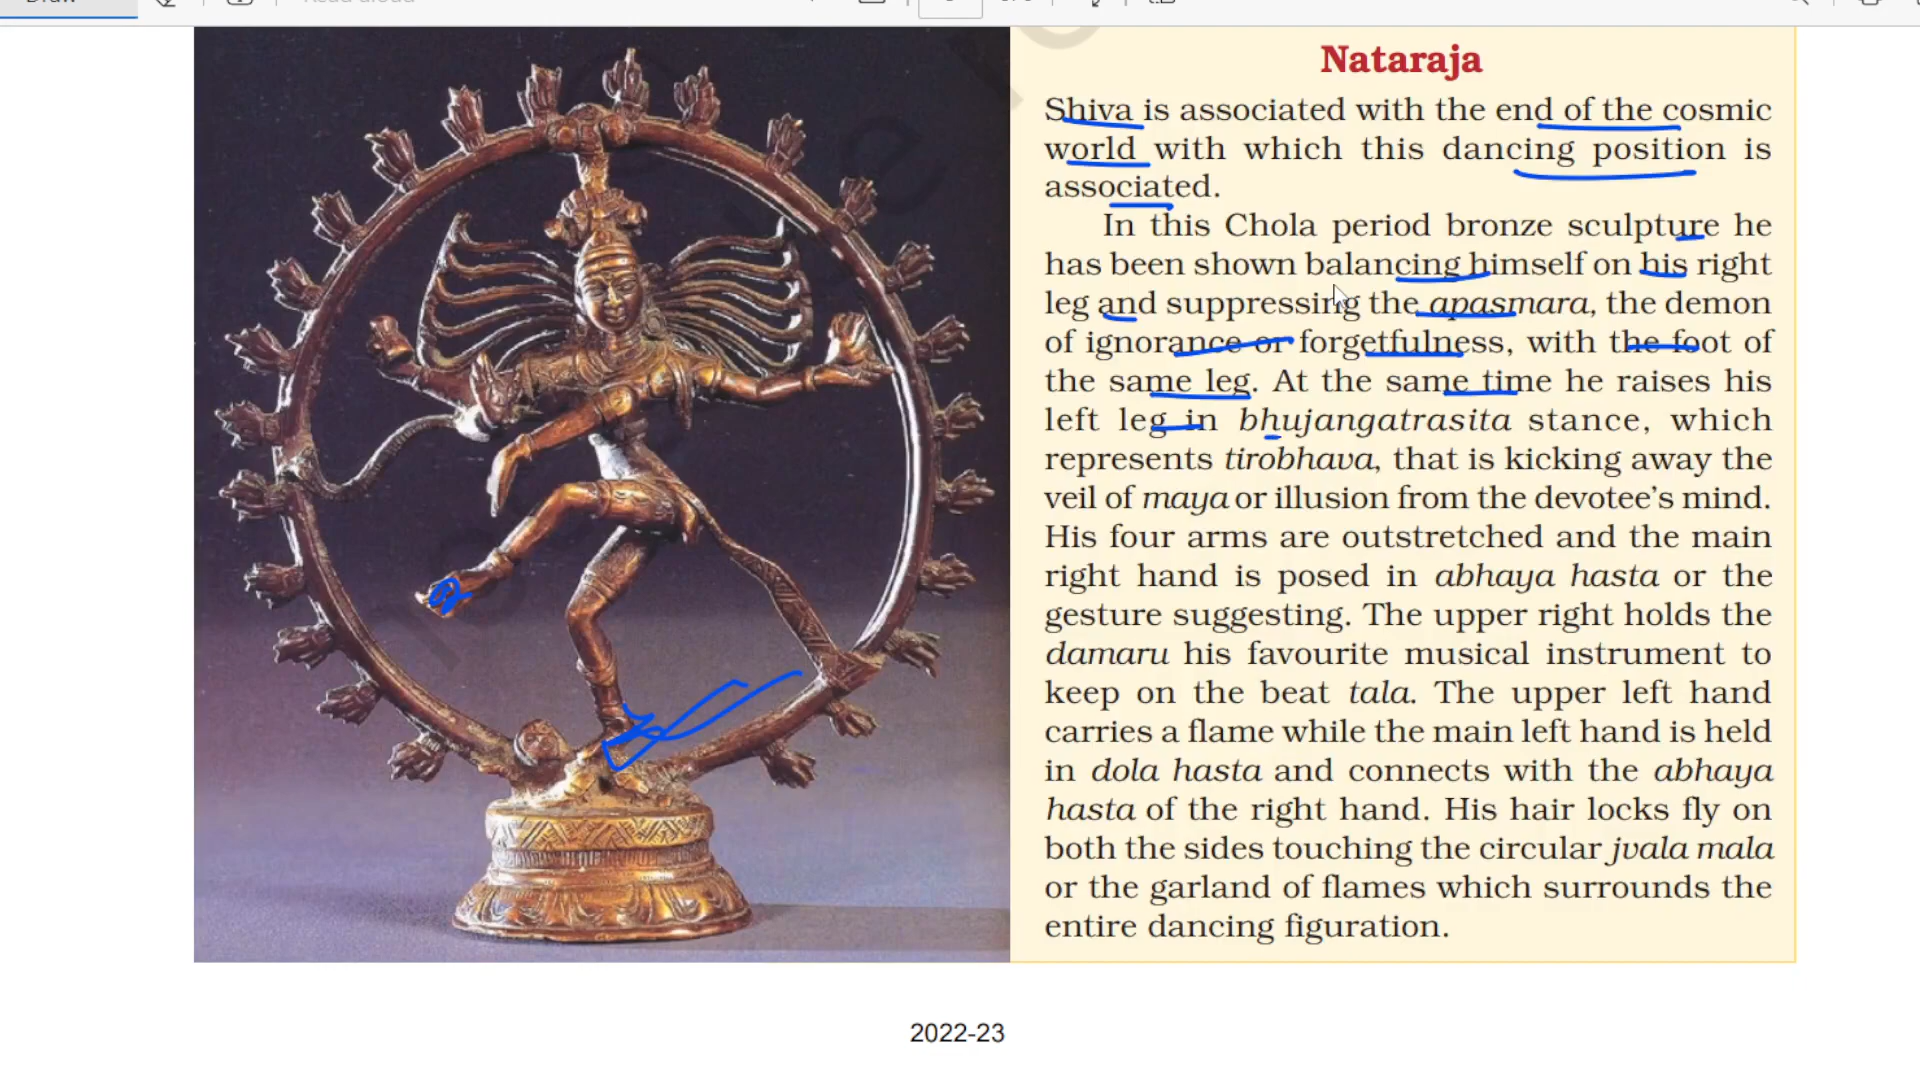 Nataraja
Shiva is associated with the end of the cosmic
world with which this dancing position is
associated.
In this Chola period bronze sculpture he
has been shown balancing himself on his right
leg and suppressing the apasmara, the demon
of ignorance or forgetfulness, with the foot of
the same leg. At the same time he raises his
left leg in bhujangatrasita stance, which
represents tirobhava, that is kicking away the
veil of maya or illusion from the devotee's mind.
His four arms are outstretched and the main
right hand is posed in abhaya hasta or the
gesture suggesting. The upper right holds the
damaru his favourite musical instrument to
keep on the beat tala. The upper left hand
carries a flame while the main left hand is held
in dola hasta and connects with the abhaya
hasta of the right hand. His hair locks fly on
both the sides touching the circular jvala mala
or the garland of flames which surrounds the
entire dancing figuration.
2022-23